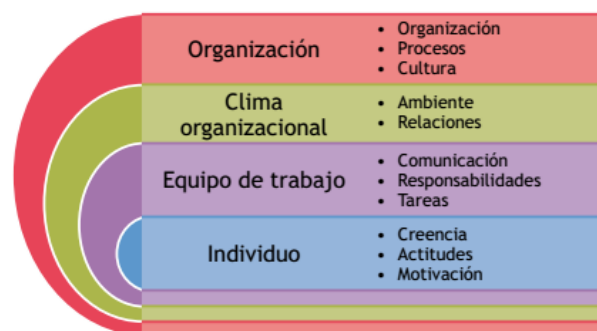 Organización
• Organización
• Procesos
• Cultura
Clima
organizacional
• Ambiente
• Relaciones
Equipo de trabajo
• Comunicación
• Responsabilidades
• Tareas
Individuo
• Creencia
• Actitudes
• Motivación